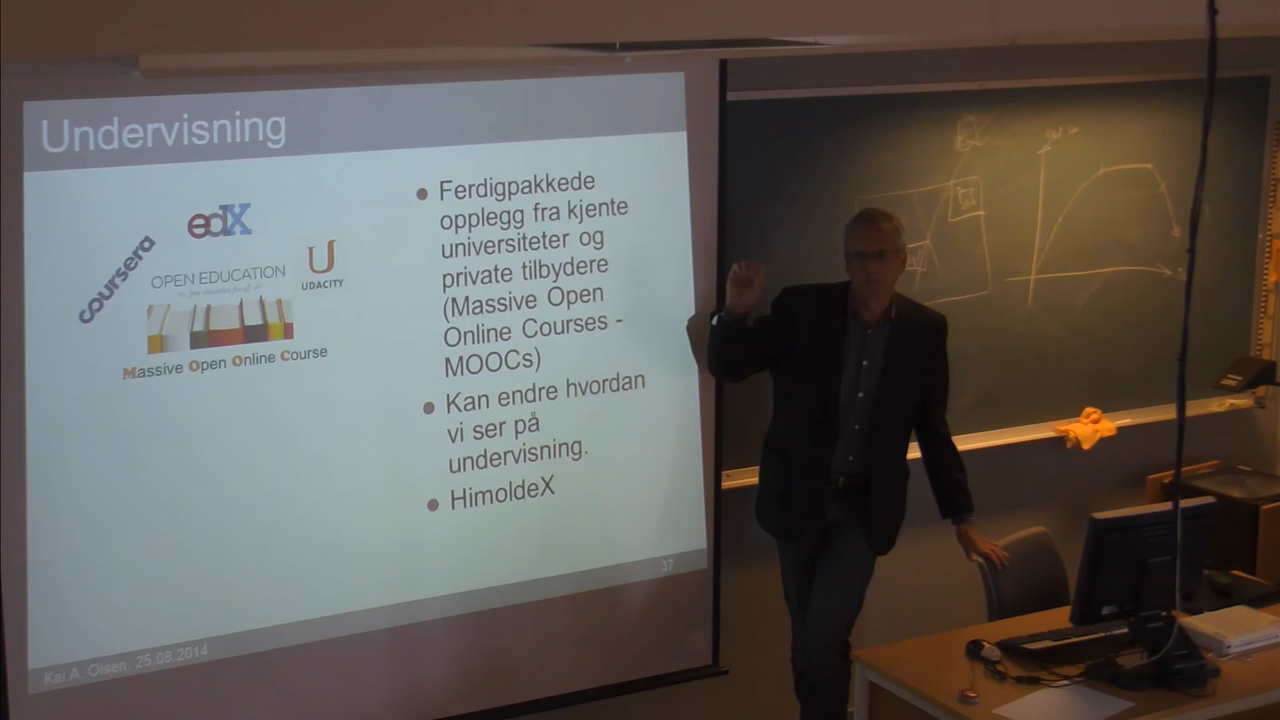 Undervisning
edX
coursera
OPEN EDUCATION
UDACITY
Massive Open Online Course
Ferdigpakkede
opplegg fra kjente
universiteter og
private tilbydere
(Massive Open
Online Courses -
MOOCs)
Kan endre hvordan
vi ser på
undervisning.
HimoldeX
37
Kai A. Olsen, 25.08.2014